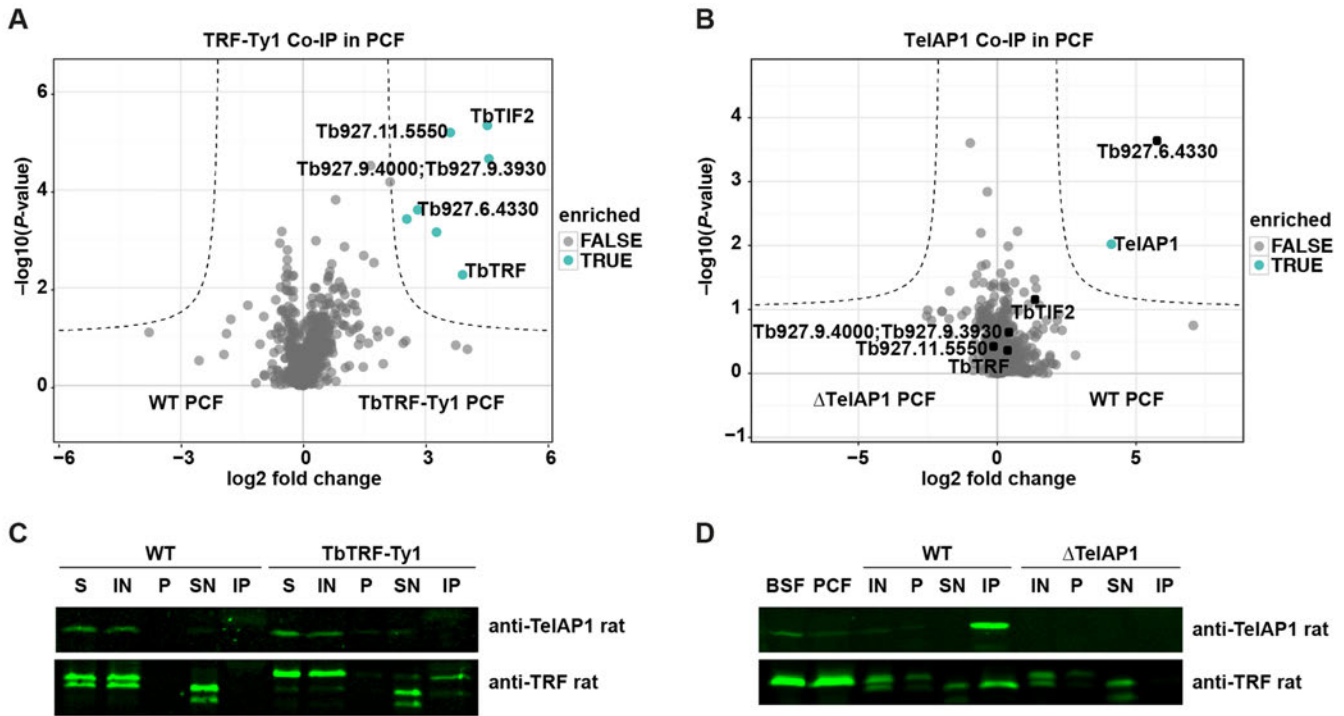 A
TRF-Ty1 Co-IP in PCF
−log10(P-value)
6
4
2
0
TbTIF2
Tb927.11.5550
Tb927.9.4000;Tb927.9.3930
Tb927.6.4330
TbTRF
WT PCF
TbTRF-Ty1 PCF
−6
−3
0
3
6
log2 fold change
enriched
FALSE
TRUE
B
TelAP1 Co-IP in PCF
−log10(P-value)
4
3
2
1
0
−1
Tb927.6.4330
TelAP1
TbTIF2
Tb927.9.4000;Tb927.9.3930
Tb927.11.5550
TbTRF
ΔTelAP1 PCF
WT PCF
−5
0
5
log2 fold change
enriched
FALSE
TRUE
C
WT TbTRF-Ty1
S IN P SN IP S IN P SN IP
anti-TelAP1 rat
anti-TRF rat
D
WT ΔTelAP1
BSF PCF IN P SN IP IN P SN IP
anti-TelAP1 rat
anti-TRF rat